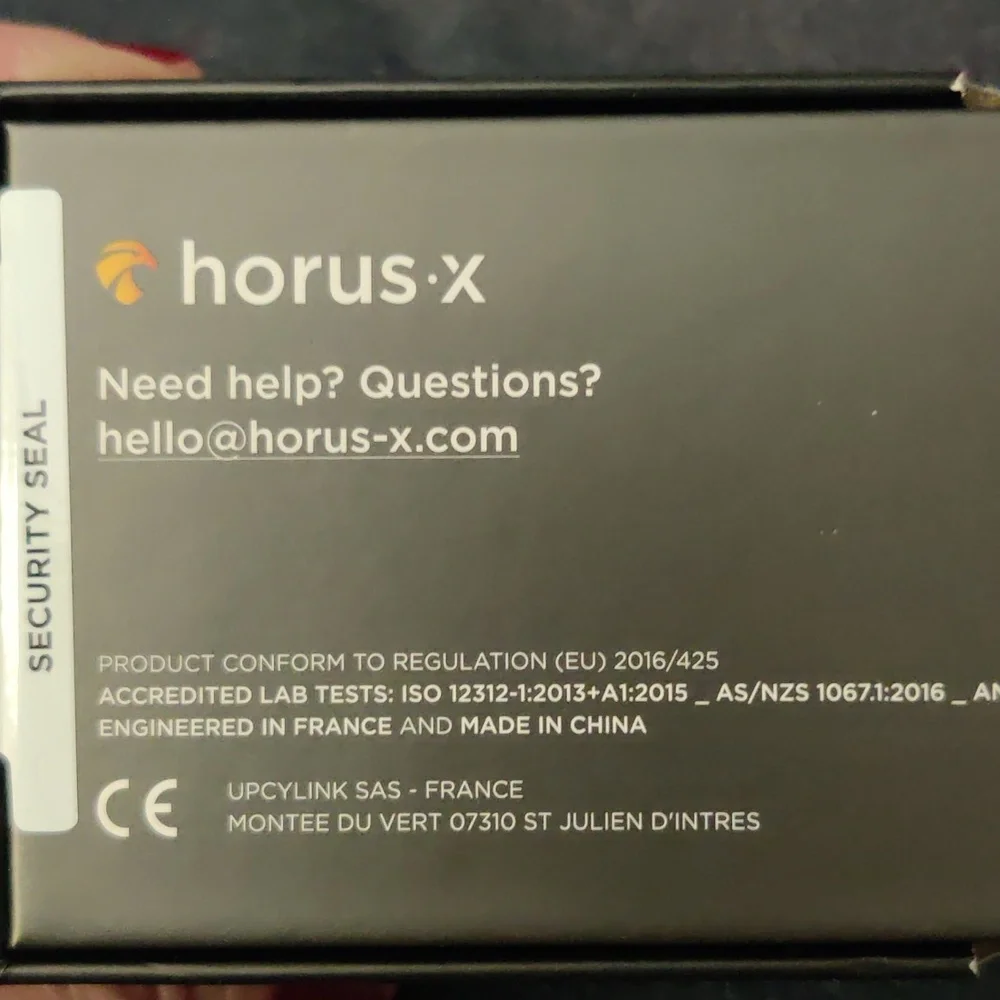 horus·x
Need help? Questions?
hello@horus-x.com
SECURITY SEAL
PRODUCT CONFORM TO REGULATION (EU) 2016/425
ACCREDITED LAB TESTS: ISO 12312-1:2013+A1:2015 _ AS/NZS 1067.1:2016 _
ENGINEERED IN FRANCE AND MADE IN CHINA
CE
UPCYLINK SAS - FRANCE
MONTEE DU VERT 07310 ST JULIEN D'INTRES